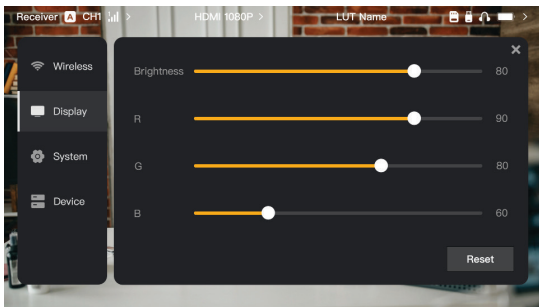 Receiver A CH1 > HDMI 1080P > LUT Name >
Wireless
Display
System
Device
Brightness 80
R 90
G 80
B 60
Reset